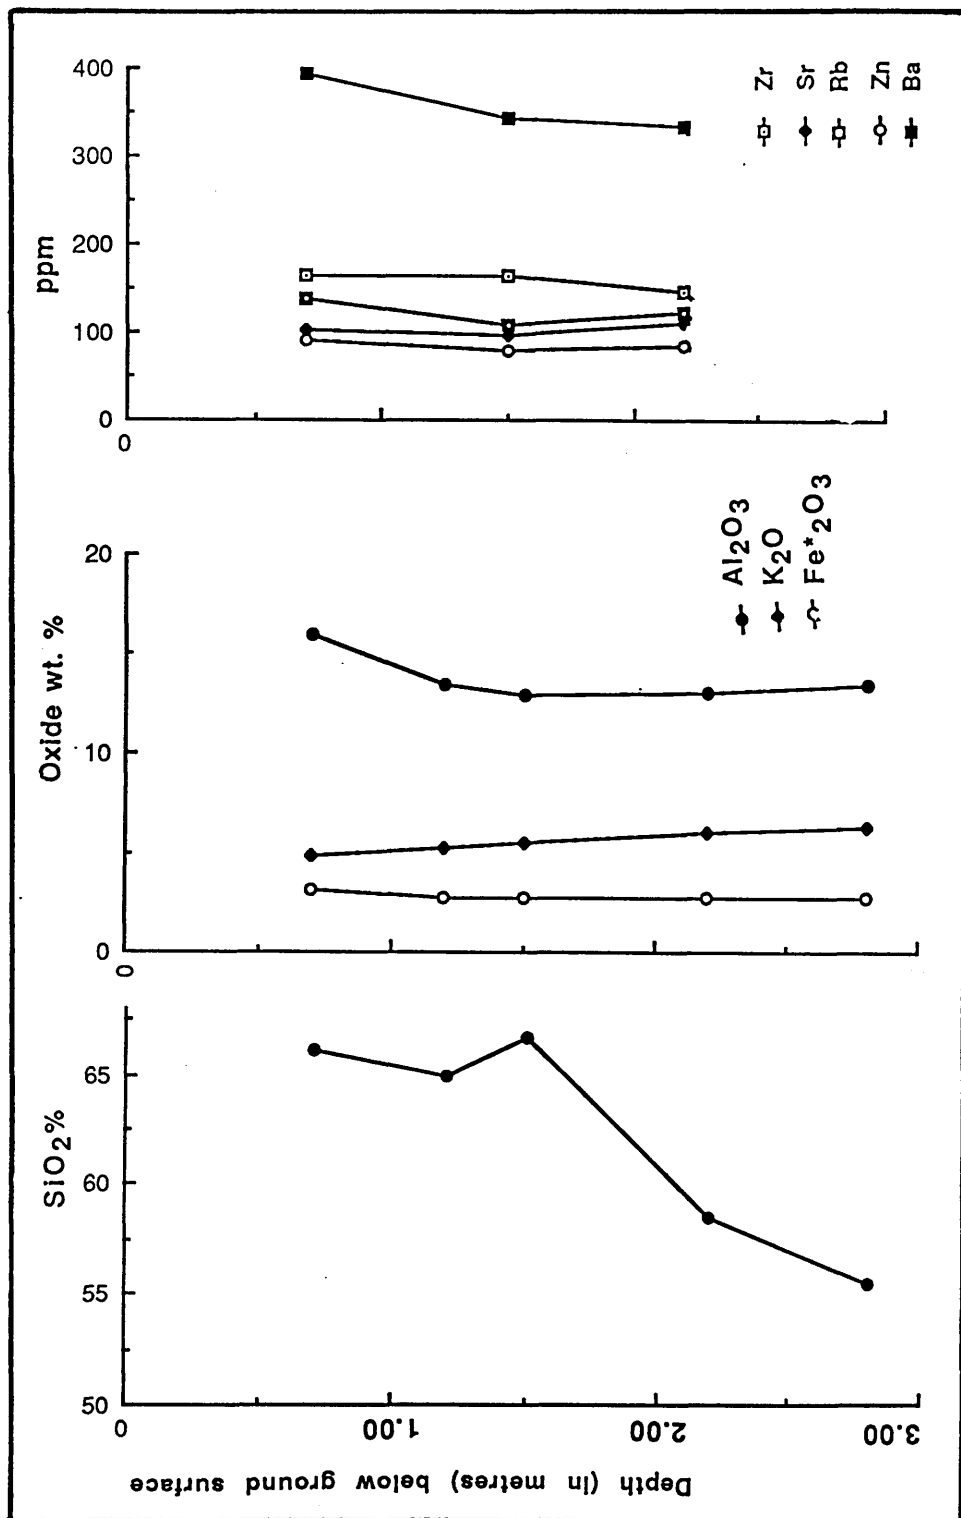 ppm
400
300
200
100
0
0
Zr
Sr
Rb
Zn
Ba
Oxide wt. %
20
10
0
0
Al₂O₃
K₂O
Fe*₂O₃
SiO₂%
65
60
55
50
0
1.00
2.00
3.00
Depth (in metres) below ground surface